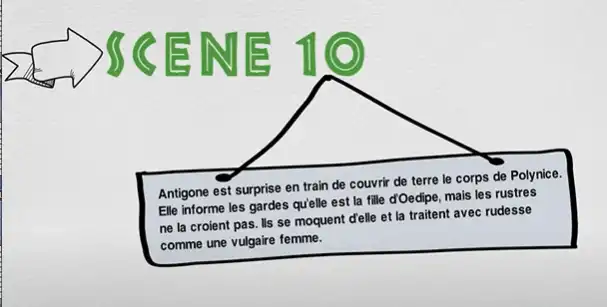 SCENE 10
Antigone est surprise en train de couvrir de terre le corps de Polynice.
Elle informe les gardes qu'elle est la fille d'Oedipe, mais les rustres
ne la croient pas. Ils se moquent d'elle et la traitent avec rudesse
comme une vulgaire femme.